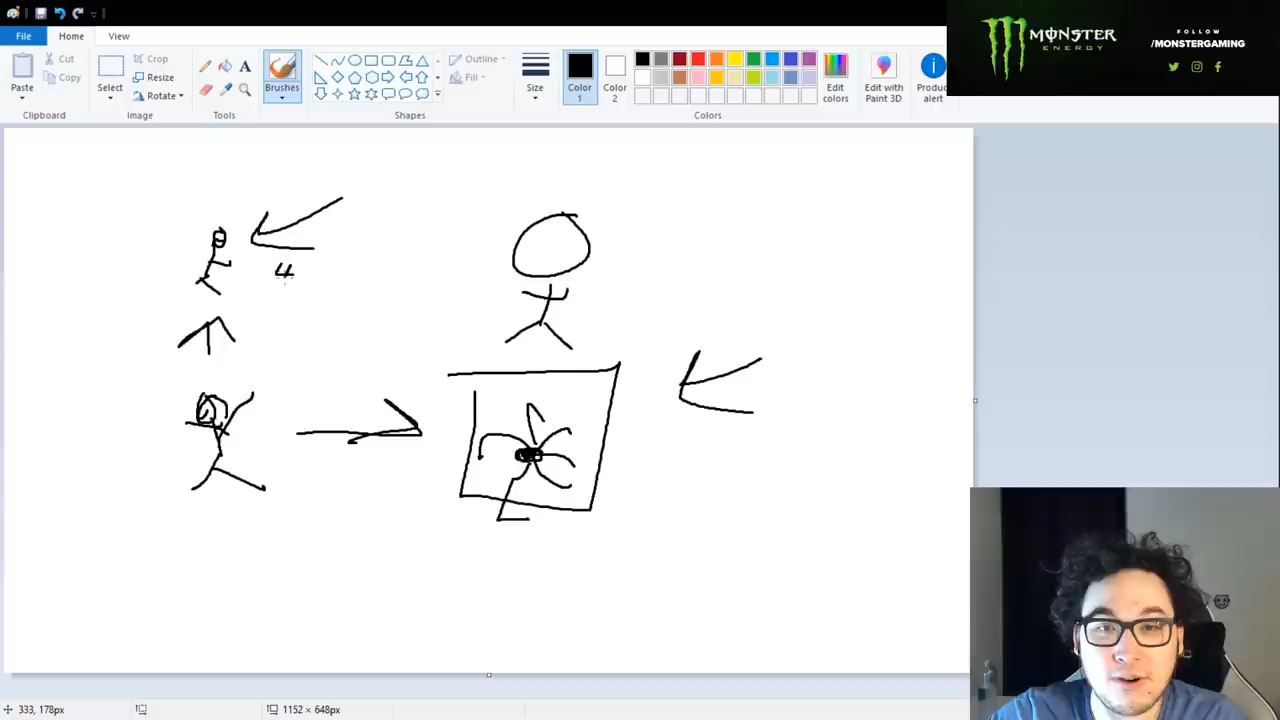 File Home View
MONSTER
ENERGY
FOLLOW
/MONSTERGAMING
Paste
Cut
Copy
Clipboard
Select
Crop
Resize
Rotate
Image
A
Tools
Brushes
Shapes
Outline
Fill
Size
Color
1
Color
2
Edit
colors
Colors
Edit with
Paint 3D
Produc
alert
4
333, 178px
1152 × 648px